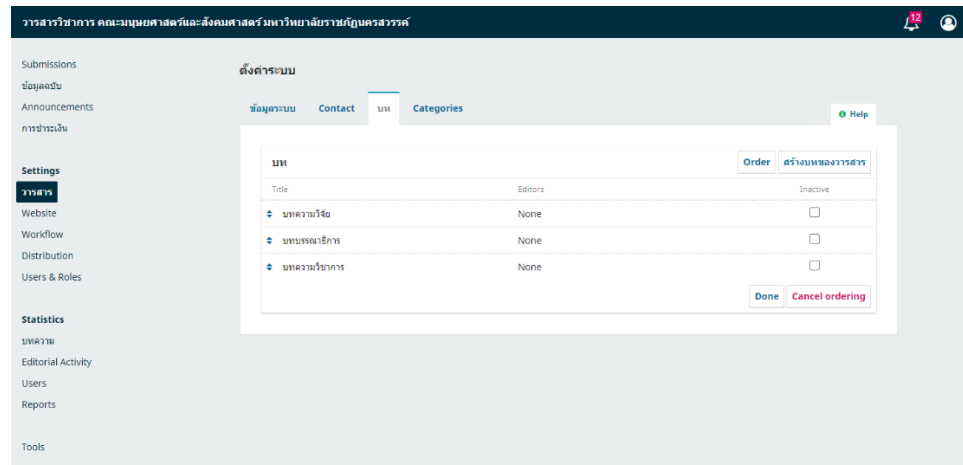 วารสารวิชาการ คณะมนุษยศาสตร์และสังคมศาสตร์ มหาวิทยาลัยราชภัฏนครสวรรค์
12
Submissions
ข้อมูลฉบับ
Announcements
การชำระเงิน
Settings
วารสาร
Website
Workflow
Distribution
Users & Roles
Statistics
บทความ
Editorial Activity
Users
Reports
Tools
ตั้งค่าระบบ
ข้อมูลระบบ Contact บท Categories
Help
บท Order สร้างบทของวารสาร
Title Editors Inactive
บทความวิจัย None
บทบรรณาธิการ None
บทความวิชาการ None
Done Cancel ordering